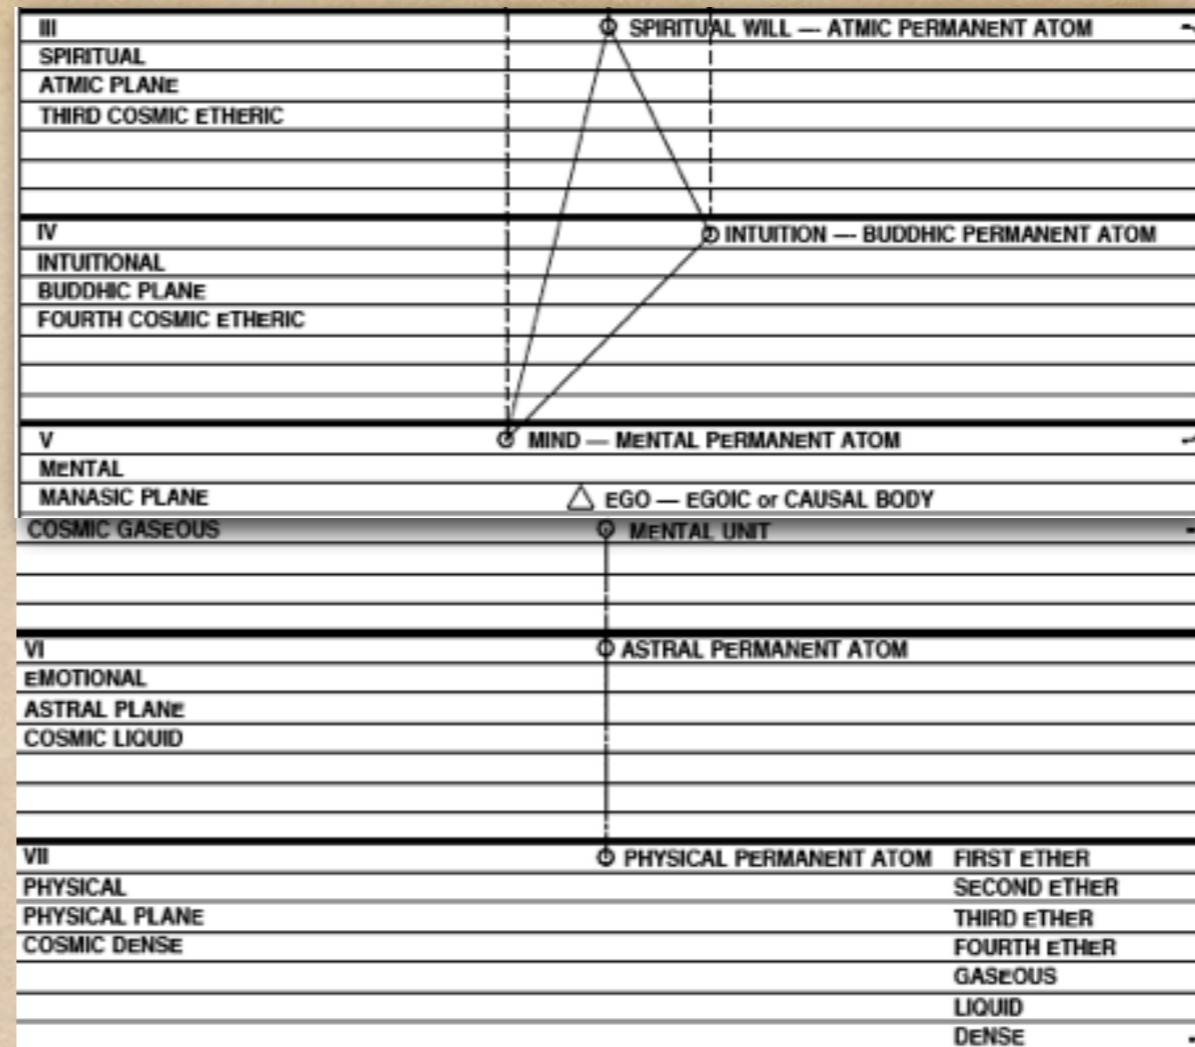 III SPIRITUAL WILL — ATMIC PERMANENT ATOM
SPIRITUAL
ATMIC PLANE
THIRD COSMIC ETHERIC
IV INTUITION — BUDDHIC PERMANENT ATOM
INTUITIONAL
BUDDHIC PLANE
FOURTH COSMIC ETHERIC
V MIND — MENTAL PERMANENT ATOM
MENTAL
MANASIC PLANE EGO — EGOIC or CAUSAL BODY
COSMIC GASEOUS MENTAL UNIT
VI ASTRAL PERMANENT ATOM
EMOTIONAL
ASTRAL PLANE
COSMIC LIQUID
VII PHYSICAL PERMANENT ATOM FIRST ETHER
PHYSICAL SECOND ETHER
PHYSICAL PLANE THIRD ETHER
COSMIC DENSE FOURTH ETHER
GASEOUS
LIQUID
DENSE